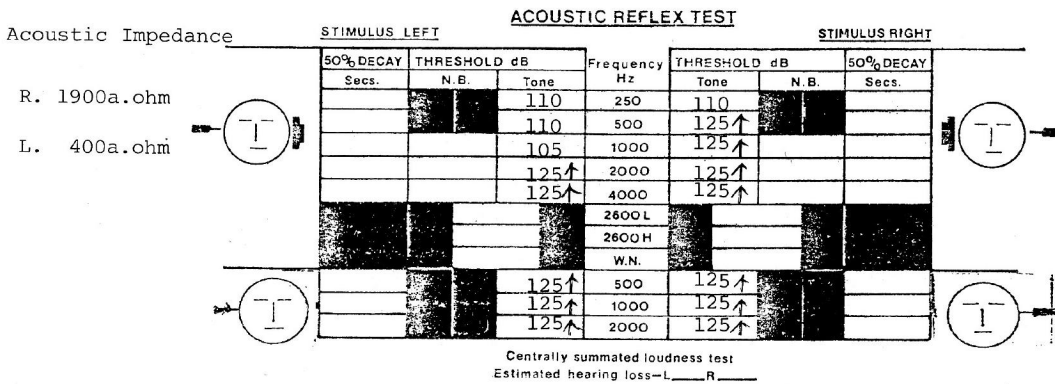 ACOUSTIC REFLEX TEST
Acoustic Impedance
STIMULUS LEFT STIMULUS RIGHT
50% DECAY THRESHOLD dB Frequency THRESHOLD dB 50% DECAY
Secs. N.B. Tone Hz Tone N.B. Secs.
R. 1900a.ohm
110 250 110
110 500 125↑
L. 400a.ohm
105 1000 125↑
125↑ 2000 125↑
125↑ 4000 125↑
2600 L
2600 H
W.N.
125↑ 500 125↑
125↑ 1000 125↑
125↑ 2000 125↑
Centrally summated loudness test
Estimated hearing loss—L____R____